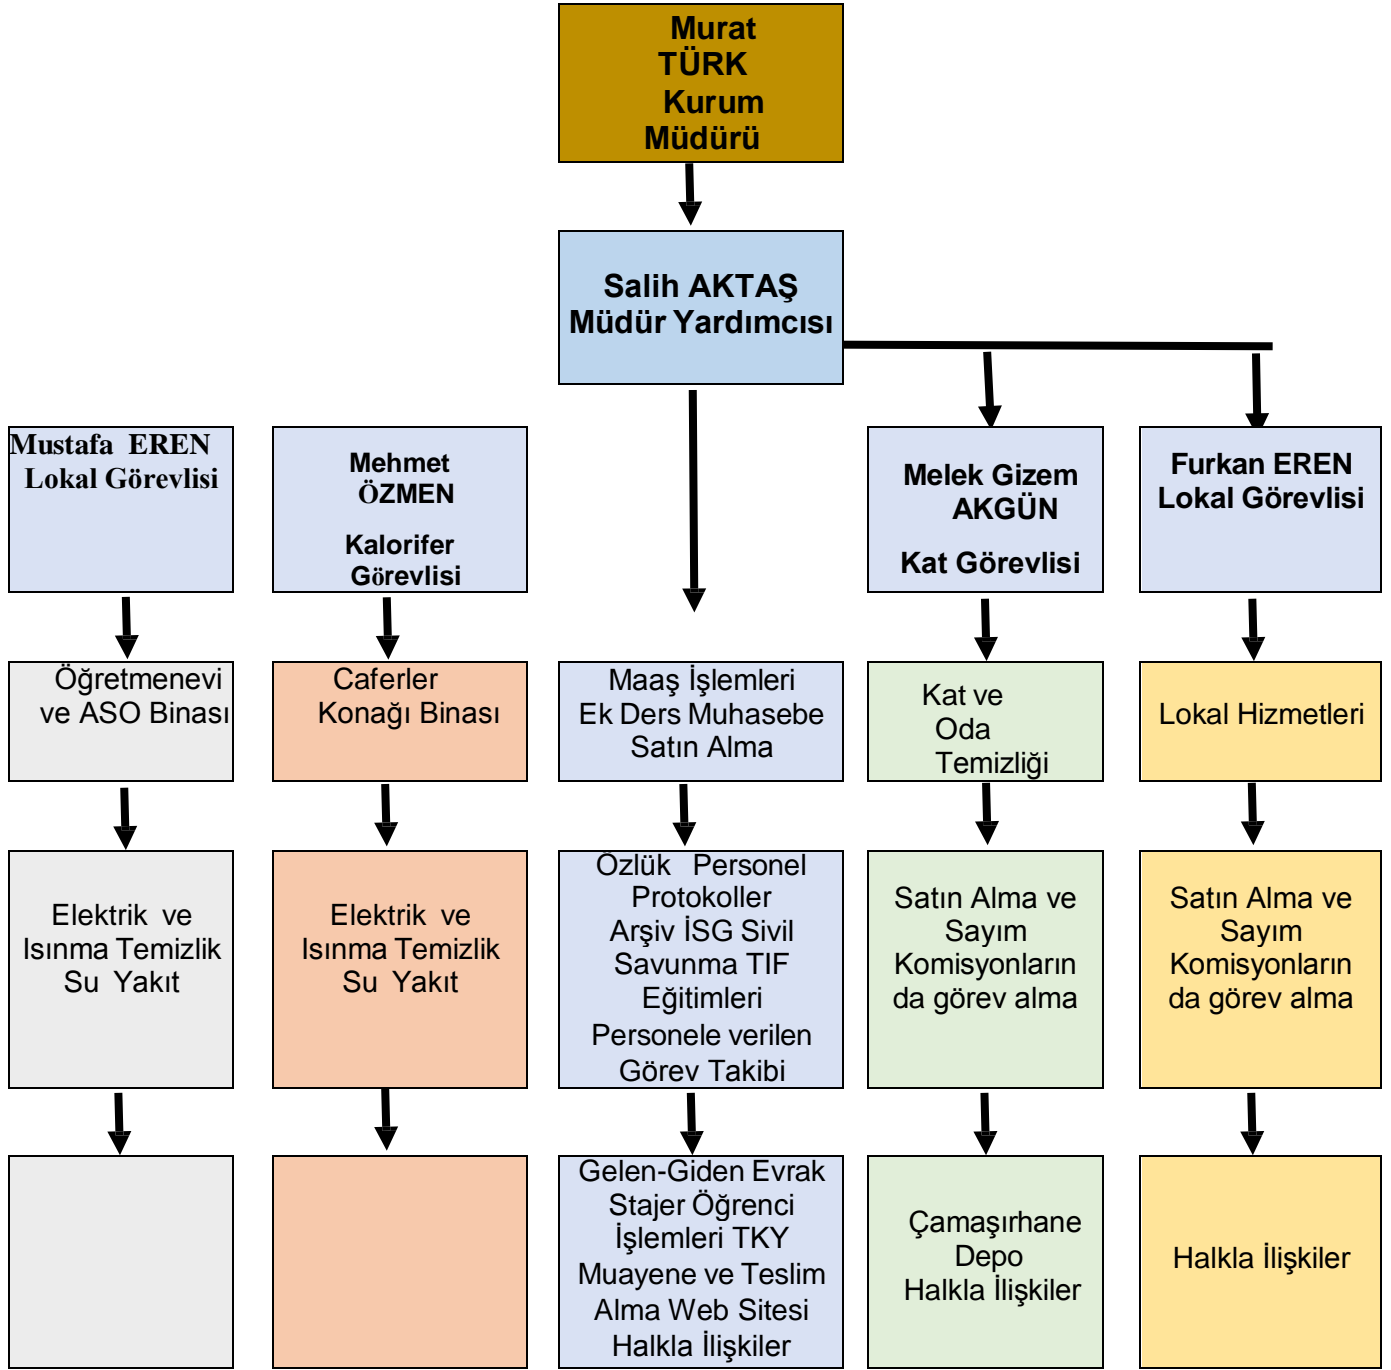 Murat
TÜRK
Kurum
Müdürü
Salih AKTAŞ
Müdür Yardımcısı
Mustafa EREN
Lokal Görevlisi
Mehmet
ÖZMEN
Kalorifer
Görevlisi
Melek Gizem
AKGÜN
Kat Görevlisi
Furkan EREN
Lokal Görevlisi
Öğretmenevi
ve ASO Binası
Caferler
Konağı Binası
Maaş İşlemleri
Ek Ders Muhasebe
Satın Alma
Kat ve
Oda
Temizliği
Lokal Hizmetleri
Elektrik ve
Isınma Temizlik
Su Yakıt
Elektrik ve
Isınma Temizlik
Su Yakıt
Özlük Personel
Protokoller
Arşiv İSG Sivil
Savunma TIF
Eğitimleri
Personele verilen
Görev Takibi
Satın Alma ve
Sayım
Komisyonların
da görev alma
Satın Alma ve
Sayım
Komisyonların
da görev alma
Gelen-Giden Evrak
Stajer Öğrenci
İşlemleri TKY
Muayene ve Teslim
Alma Web Sitesi
Halkla İlişkiler
Çamaşırhane
Depo
Halkla İlişkiler
Halkla İlişkiler